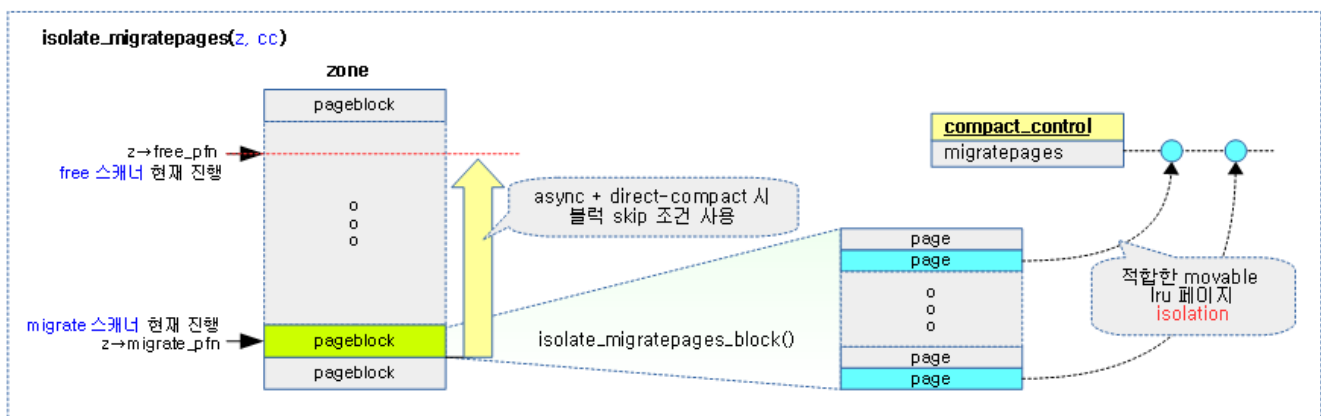 isolate_migratepages(z, cc)
zone
pageblock
z→free_pfn
free 스캐너 현재 진행
async + direct-compact 시
블럭 skip 조건 사용
migrate 스캐너 현재 진행
z→migrate_pfn
pageblock
pageblock
isolate_migratepages_block()
compact_control
migratepages
page
page
page
page
적합한 movable
lru 페이지
isolation